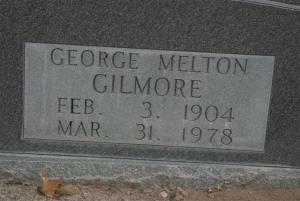 GEORGE MELTON
GILMORE
FEB. 3. 1904
MAR. 31. 1978